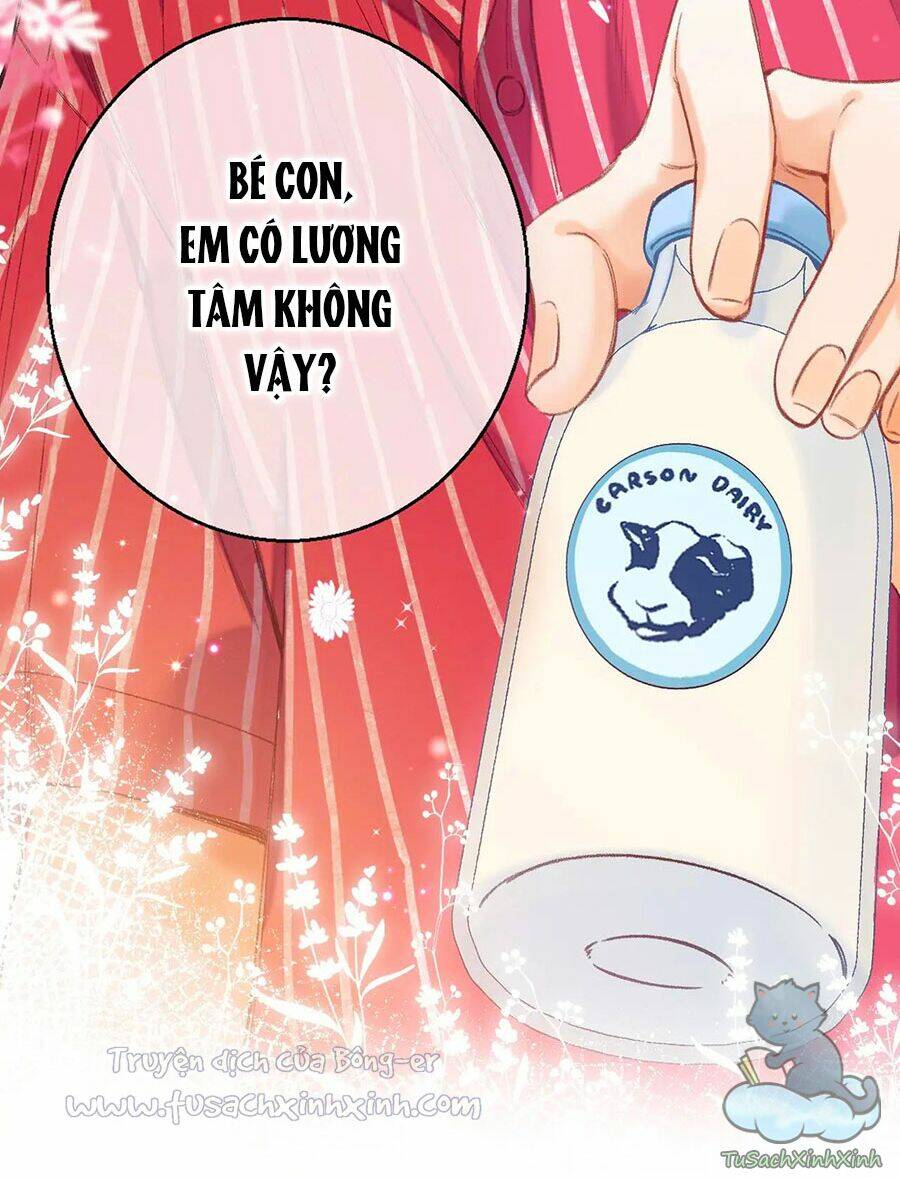 BÉ CON,
EM CÓ LƯƠNG
TÂM KHÔNG
VẬY?
CARSON DAIRY
Truyện dịch của Bông-er
www.tusachxinhxinh.com
TuSachXinhXinh